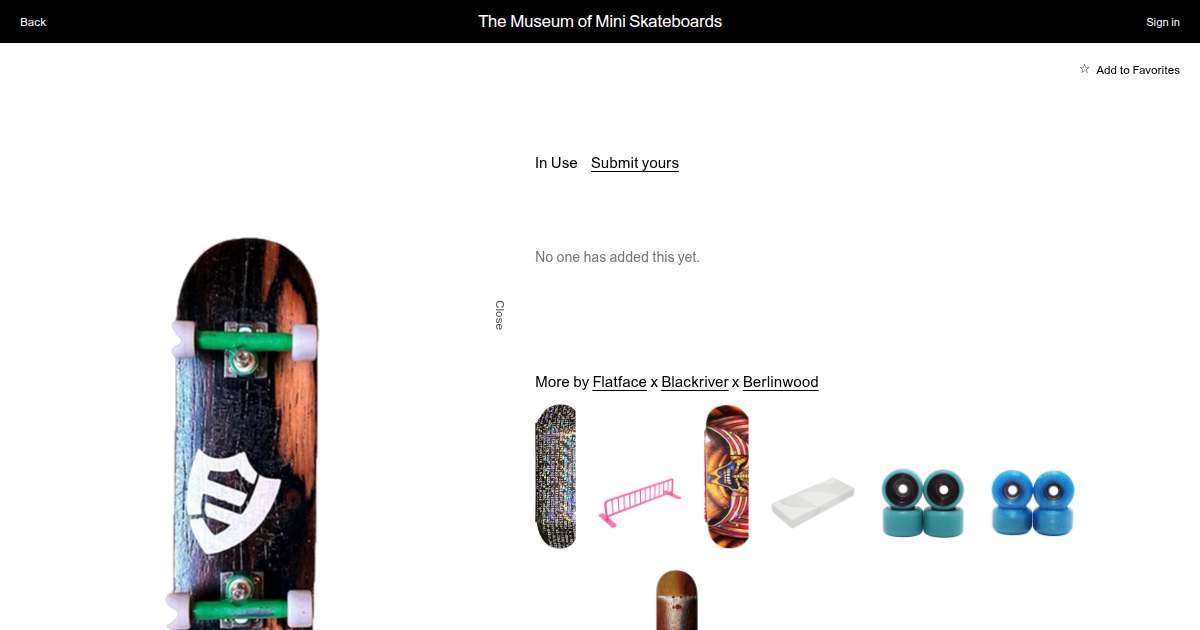 Back
The Museum of Mini Skateboards
Sign in
☆ Add to Favorites
In Use Submit yours
No one has added this yet.
Close
More by Flatface x Blackriver x Berlinwood